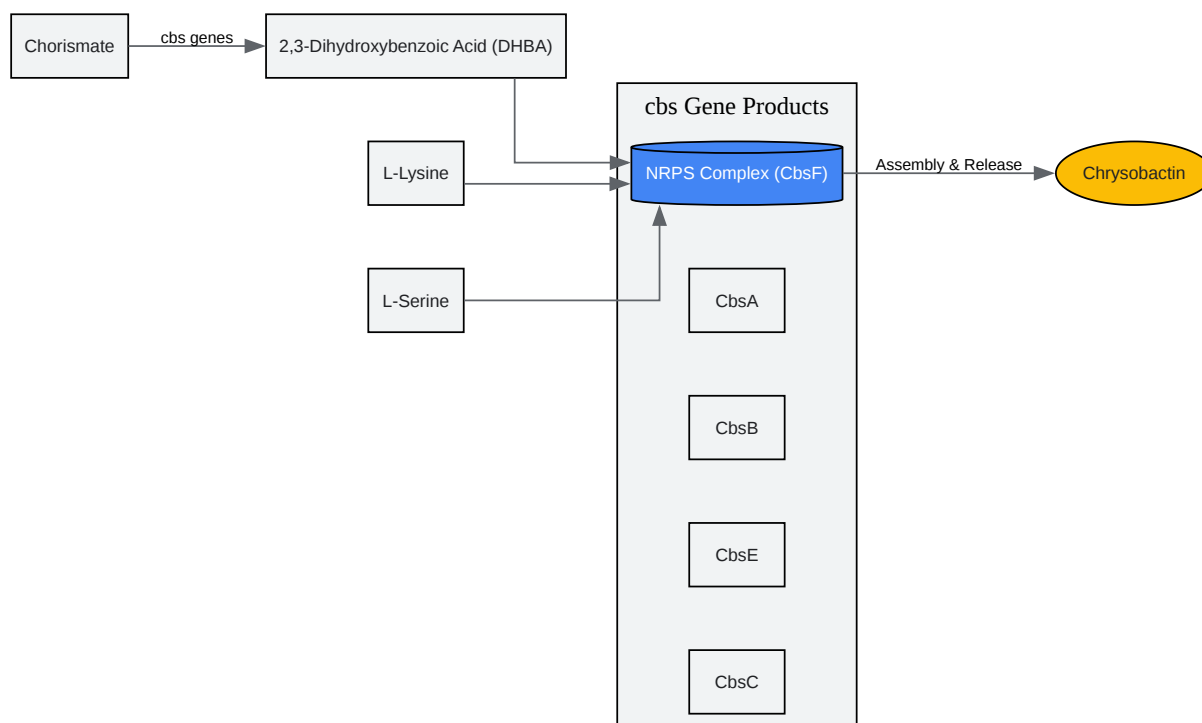 Chorismate
cbs genes
2,3-Dihydroxybenzoic Acid (DHBA)
cbs Gene Products
L-Lysine
NRPS Complex (CbsF)
Assembly & Release
Chrysobactin
L-Serine
CbsA
CbsB
CbsE
CbsC